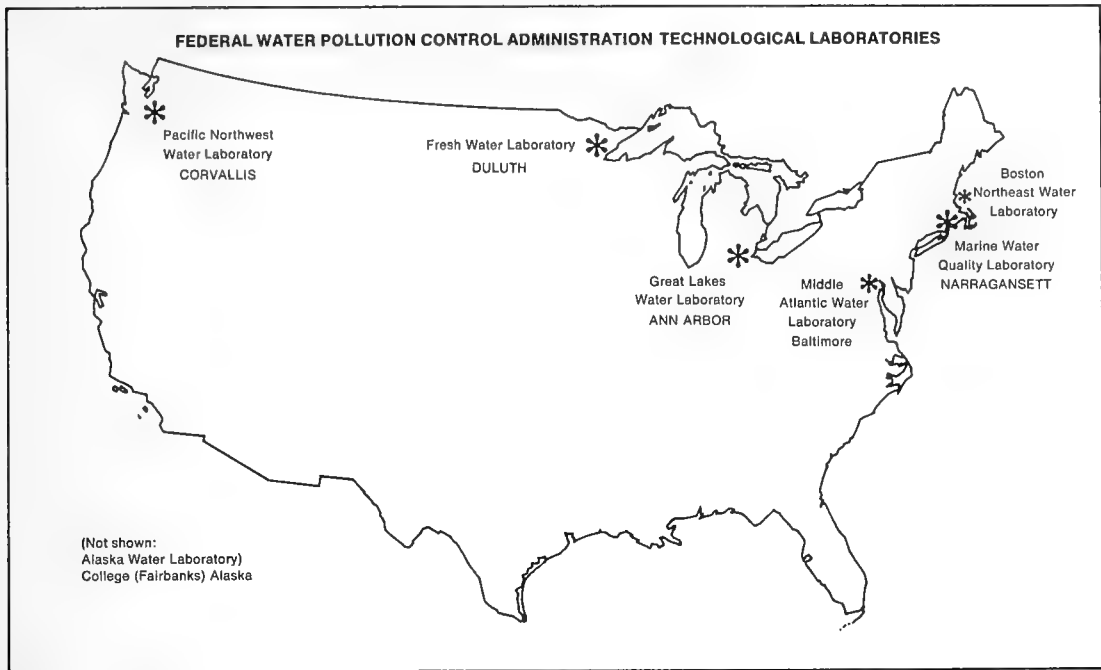 FEDERAL WATER POLLUTION CONTROL ADMINISTRATION TECHNOLOGICAL LABORATORIES
Pacific Northwest
Water Laboratory
CORVALLIS
Fresh Water Laboratory
DULUTH
Great Lakes
Water Laboratory
ANN ARBOR
Middle
Atlantic Water
Laboratory
Baltimore
Boston
Northeast Water
Laboratory
Marine Water
Quality Laboratory
NARRAGANSETT
(Not shown:
Alaska Water Laboratory)
College (Fairbanks) Alaska